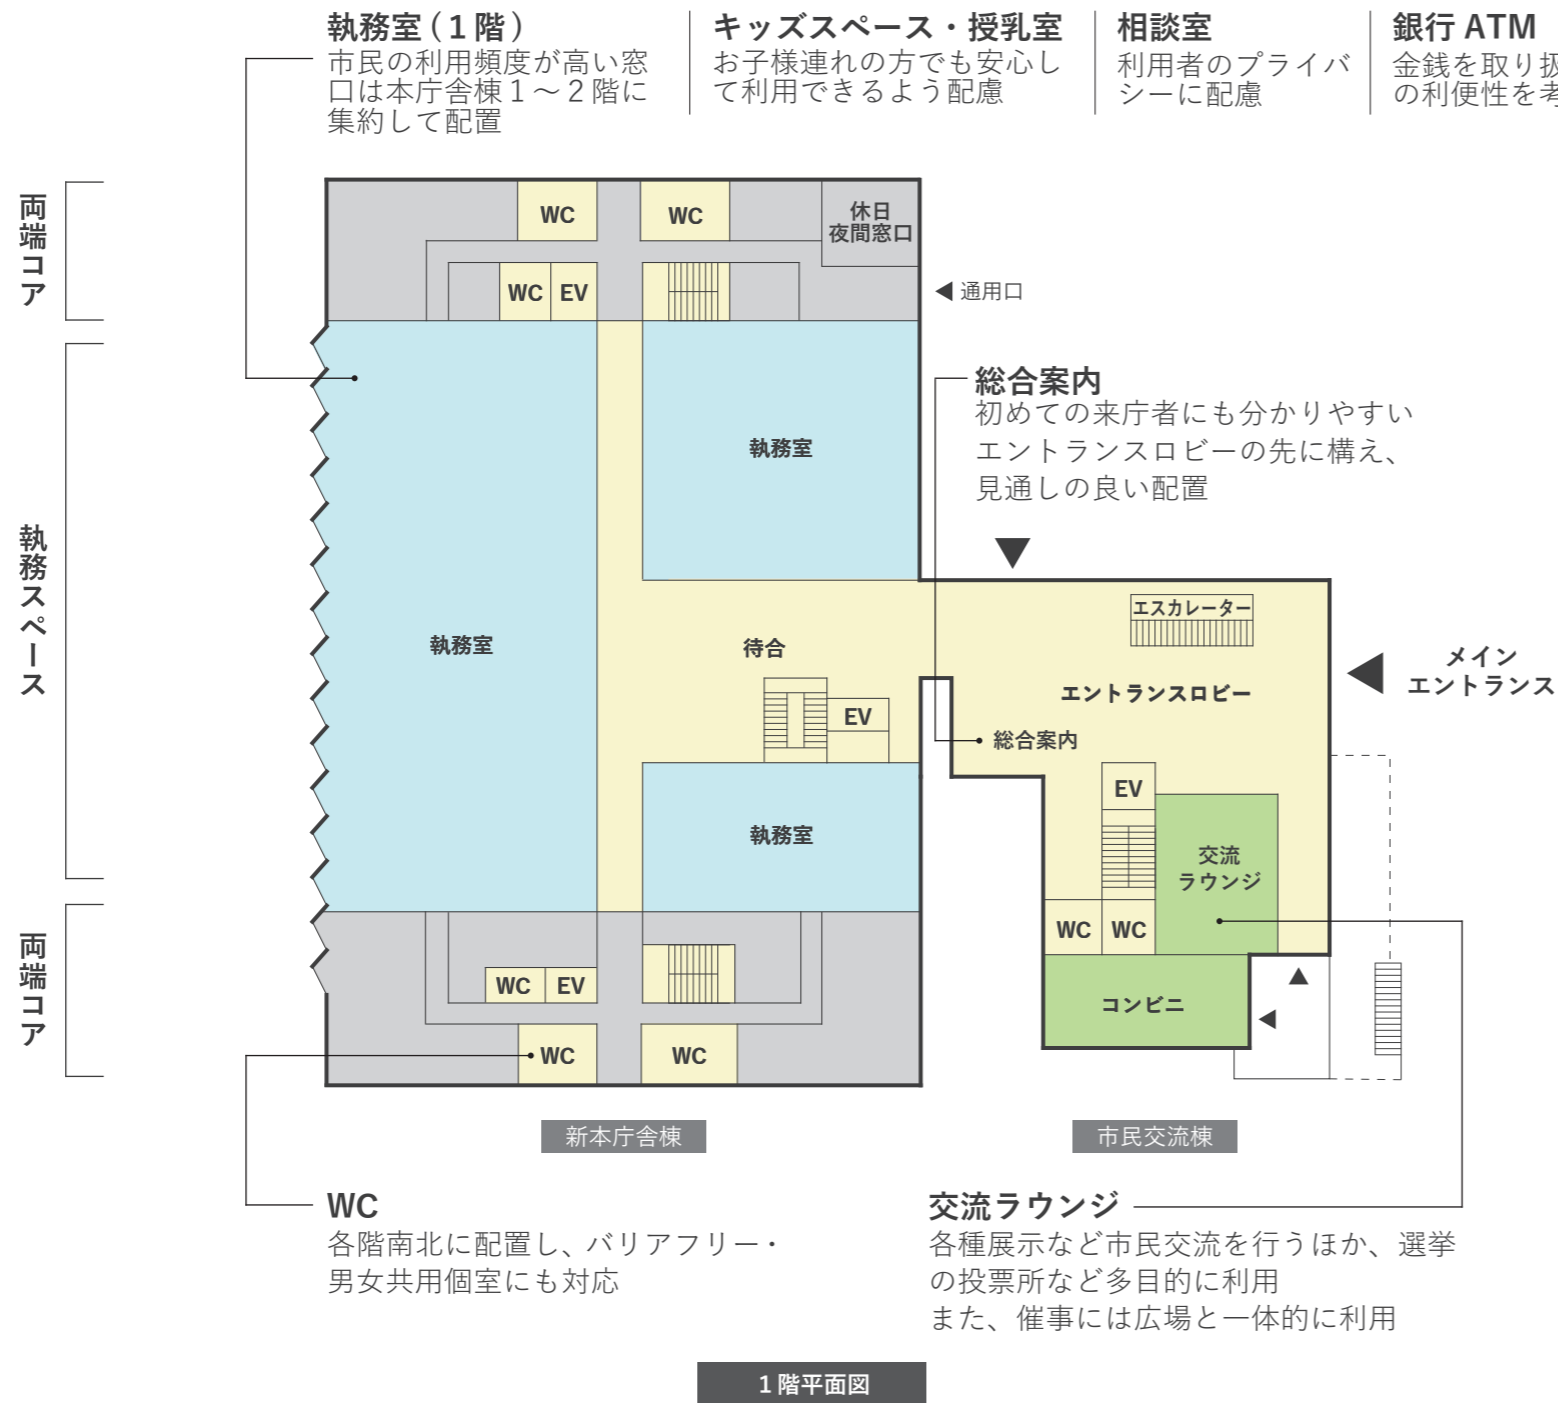 執務室(1階)
市民の利用頻度が高い窓
口は本庁舎棟1～2階に
集約して配置
キッズスペース・授乳室
お子様連れの方でも安心し
て利用できるよう配慮
相談室
利用者のプライバ
シーに配慮
銀行 ATM
金銭を取り扱
の利便性を考
両端コア
執務スペース
両端コア
WC
WC
休日
夜間窓口
WC
EV
◀ 通用口
執務室
総合案内
初めての来庁者にも分かりやすい
エントランスロビーの先に構え、
見通しの良い配置
執務室
待合
EV
エスカレーター
エントランスロビー
メイン
エントランス
総合案内
EV
執務室
交流
ラウンジ
WC
WC
コンビニ
WC
EV
WC
WC
新本庁舎棟
市民交流棟
WC
各階南北に配置し、バリアフリー・
男女共用個室にも対応
交流ラウンジ
各種展示など市民交流を行うほか、選挙
の投票所など多目的に利用
また、催事には広場と一体的に利用
1階平面図